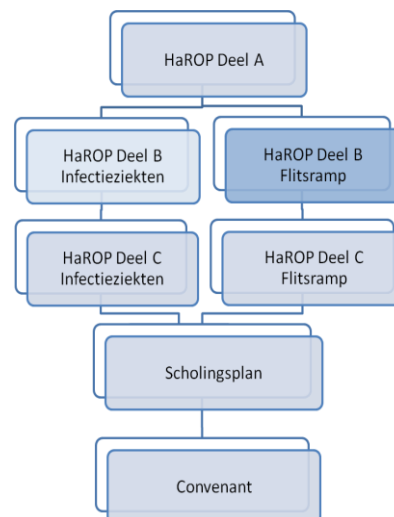 HaROP Deel A
HaROP Deel B
Infectieziekten
HaROP Deel B
Flitsramp
HaROP Deel C
Infectieziekten
HaROP Deel C
Flitsramp
Scholingsplan
Convenant